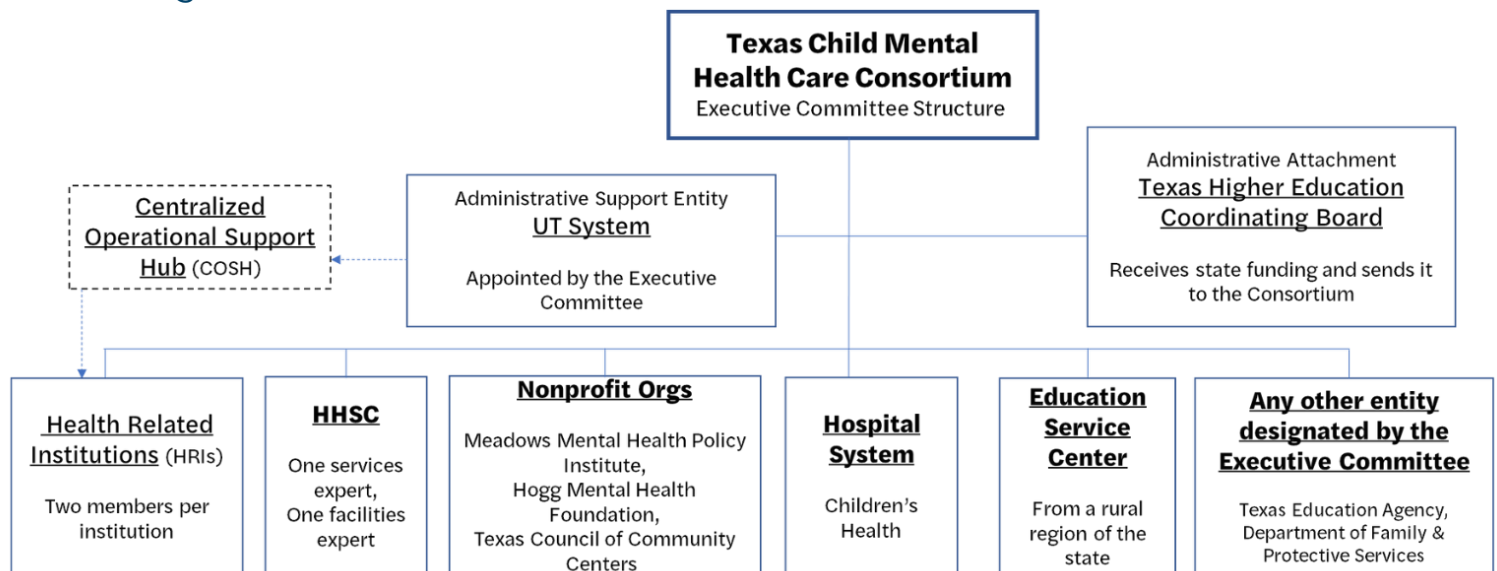 Texas Child Mental
Health Care Consortium
Executive Committee Structure
Administrative Attachment
Texas Higher Education
Coordinating Board
Receives state funding and sends it
to the Consortium
Administrative Support Entity
UT System
Appointed by the Executive
Committee
Centralized
Operational Support
Hub (COSH)
Health Related
Institutions (HRIs)
Two members per
institution
HHSC
One services
expert,
One facilities
expert
Nonprofit Orgs
Meadows Mental Health Policy
Institute,
Hogg Mental Health
Foundation,
Texas Council of Community
Centers
Hospital
System
Children's
Health
Education
Service
Center
From a rural
region of the
state
Any other entity
designated by the
Executive Committee
Texas Education Agency,
Department of Family &
Protective Services